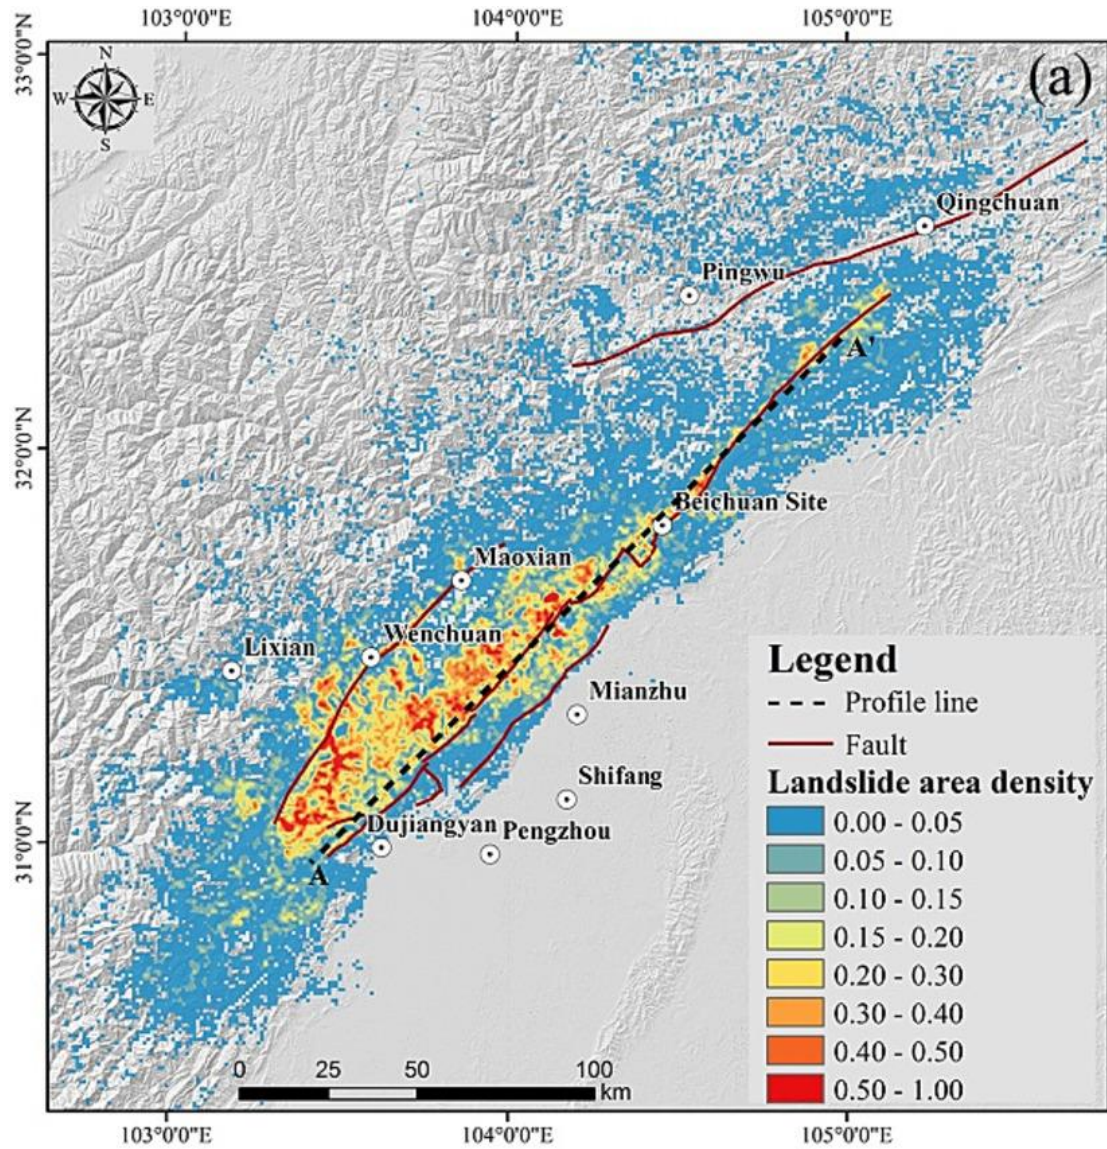 103°0'0"E 104°0'0"E 105°0'0"E
33°0'0"N
N
W E
S
(a)
Qingchuan
Pingwu
A'
32°0'0"N
Beichuan Site
Maoxian
Wenchuan
Lixian
Mianzhu
Shifang
Dujiangyan Pengzhou
31°0'0"N
A
Legend
Profile line
Fault
Landslide area density
0.00 - 0.05
0.05 - 0.10
0.10 - 0.15
0.15 - 0.20
0.20 - 0.30
0.30 - 0.40
0.40 - 0.50
0.50 - 1.00
0 25 50 100
km
103°0'0"E 104°0'0"E 105°0'0"E